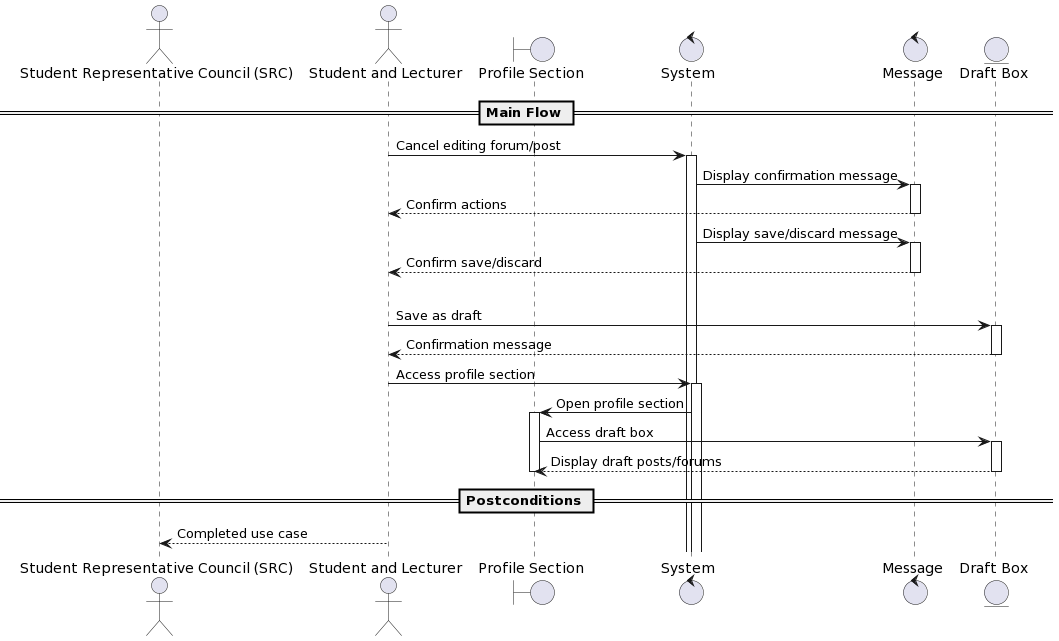 Student Representative Council (SRC) Student and Lecturer Profile Section System Message Draft Box
Main Flow
Cancel editing forum/post
Display confirmation message
Confirm actions
Display save/discard message
Confirm save/discard
Save as draft
Confirmation message
Access profile section
Open profile section
Access draft box
Display draft posts/forums
Postconditions
Completed use case
Student Representative Council (SRC) Student and Lecturer Profile Section System Message Draft Box